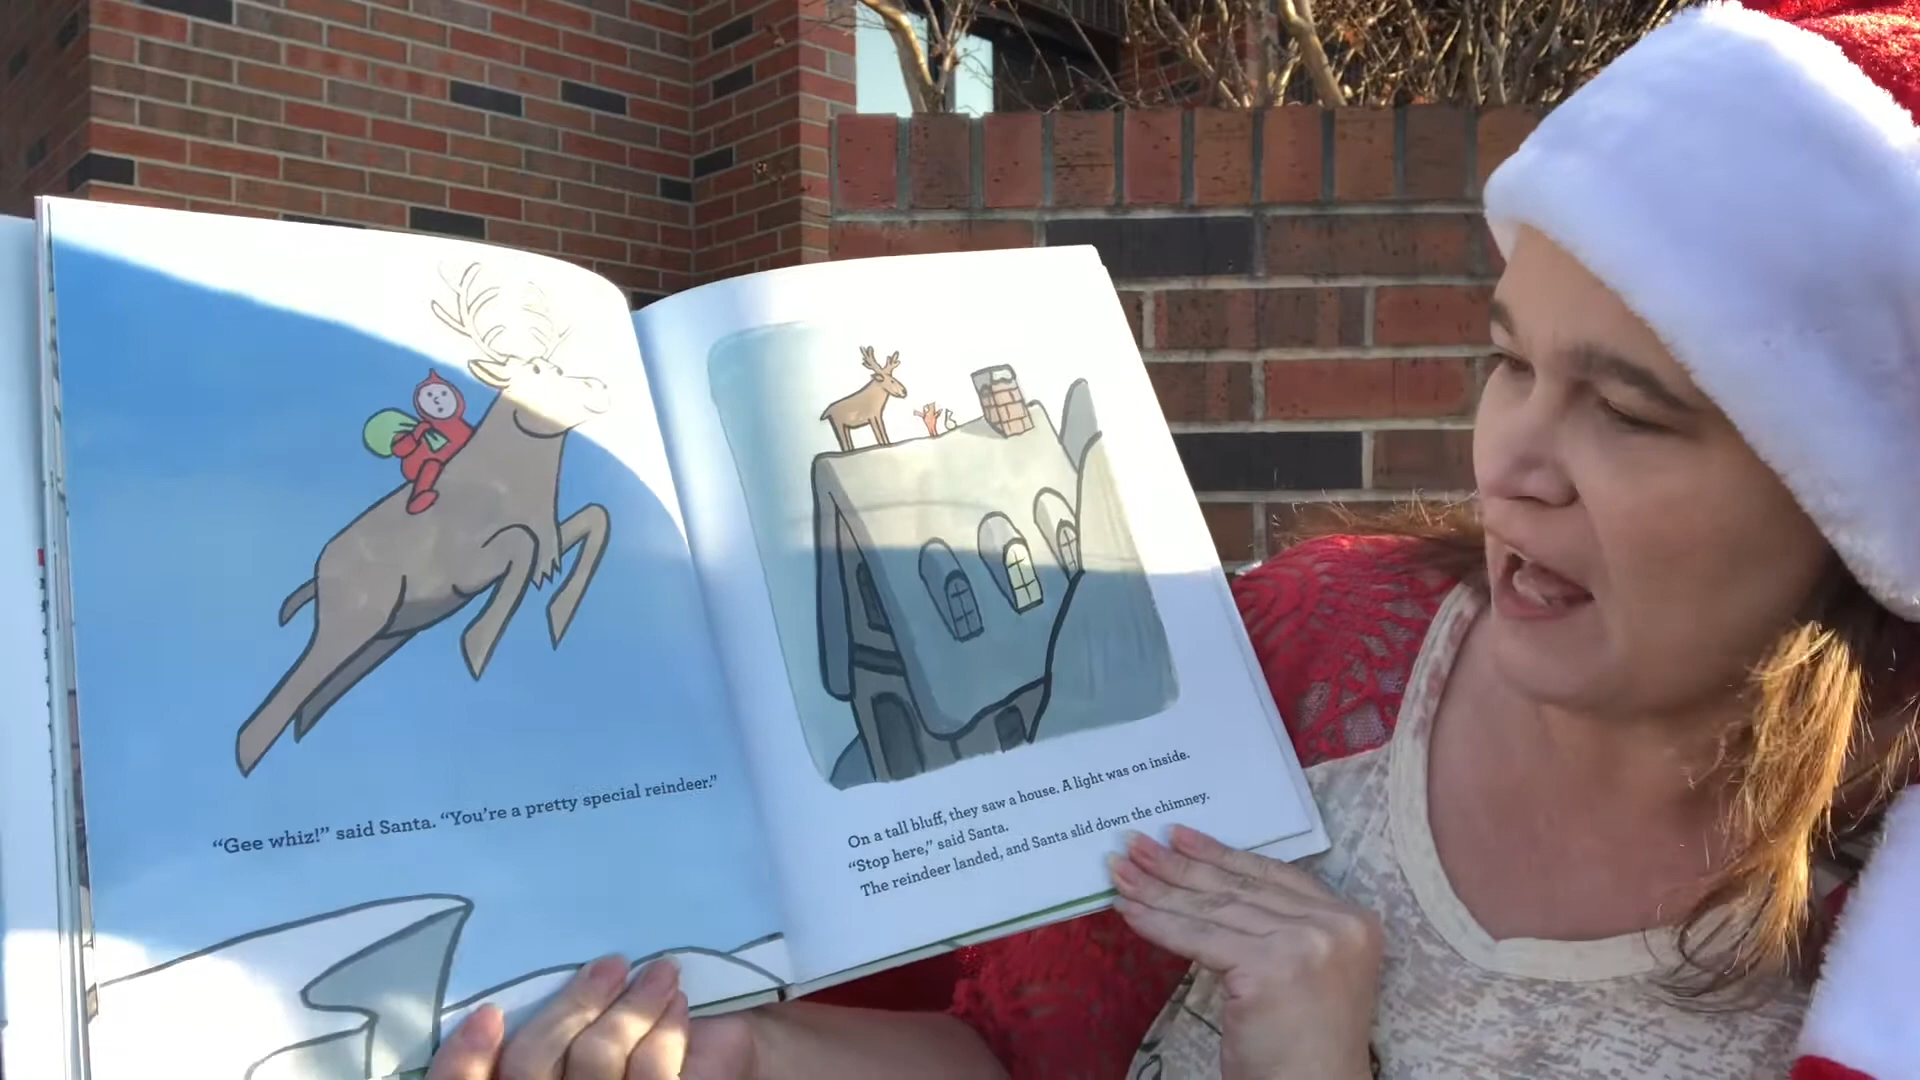 “Gee whiz!” said Santa. “You’re a pretty special reindeer.”
On a tall bluff, they saw a house. A light was on inside.
“Stop here,” said Santa.
The reindeer landed, and Santa slid down the chimney.